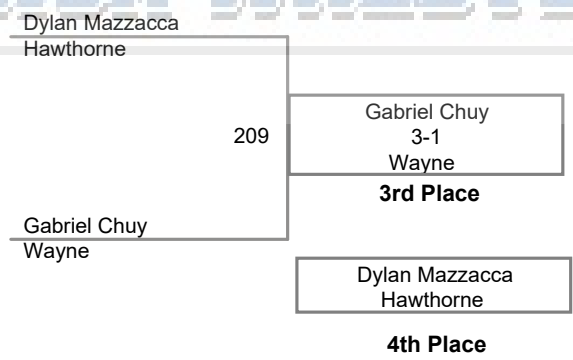 Dylan Mazzacca
Hawthorne
209
Gabriel Chuy
3-1
Wayne
3rd Place
Gabriel Chuy
Wayne
Dylan Mazzacca
Hawthorne
4th Place